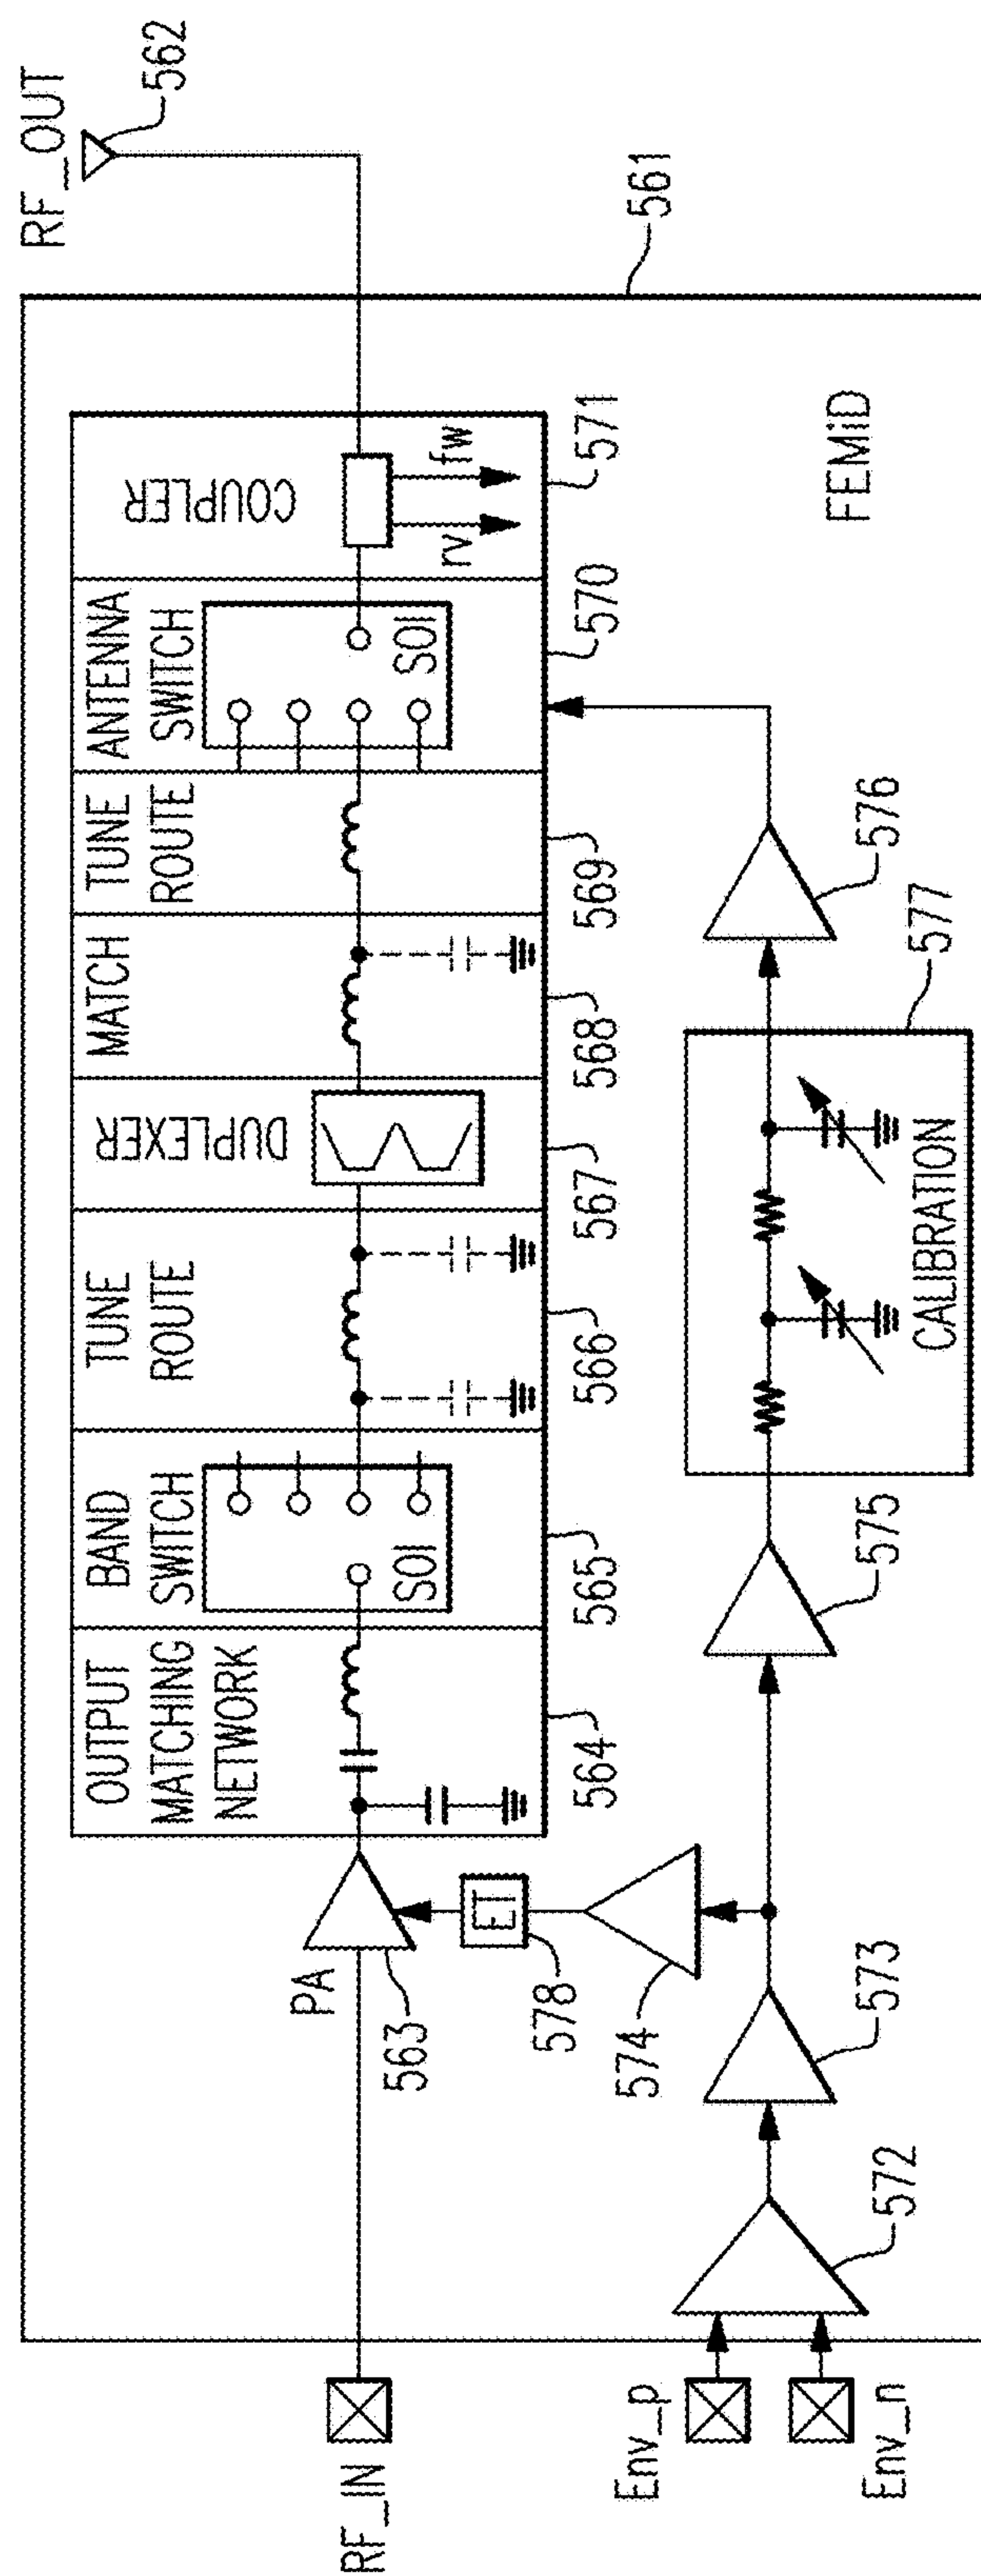 RF_OUT
562
561
FEMiD
OUTPUT
MATCHING
NETWORK
BAND
SWITCH
SOI
TUNE
ROUTE
DUPLEXER
MATCH
TUNE
ROUTE
ANTENNA
SWITCH
SOI
COUPLER
rv
fw
564
565
566
567
568
569
570
571
RF_IN
PA
563
ET
578
574
Env_p
Env_n
572
573
575
CALIBRATION
577
576